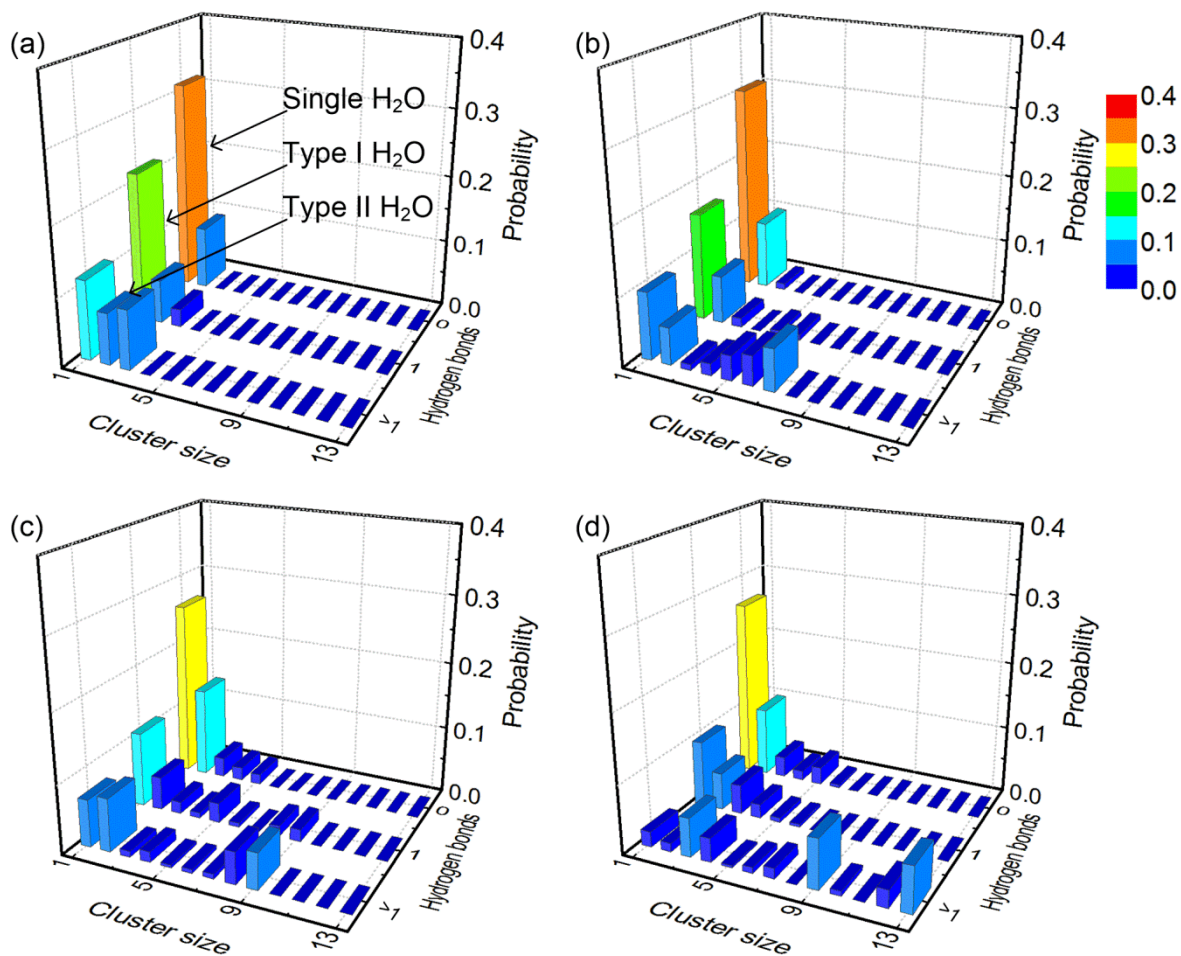 (a)
Single H₂O
Type I H₂O
Type II H₂O
0.4
0.3
0.2
0.1
0.0
Probability
0
1
>1
Hydrogen bonds
1
5
9
13
Cluster size
(b)
0.4
0.3
0.2
0.1
0.0
Probability
0
1
>1
Hydrogen bonds
1
5
9
13
Cluster size
0.4
0.3
0.2
0.1
0.0
(c)
0.4
0.3
0.2
0.1
0.0
Probability
0
1
>1
Hydrogen bonds
1
5
9
13
Cluster size
(d)
0.4
0.3
0.2
0.1
0.0
Probability
0
1
>1
Hydrogen bonds
1
5
9
13
Cluster size